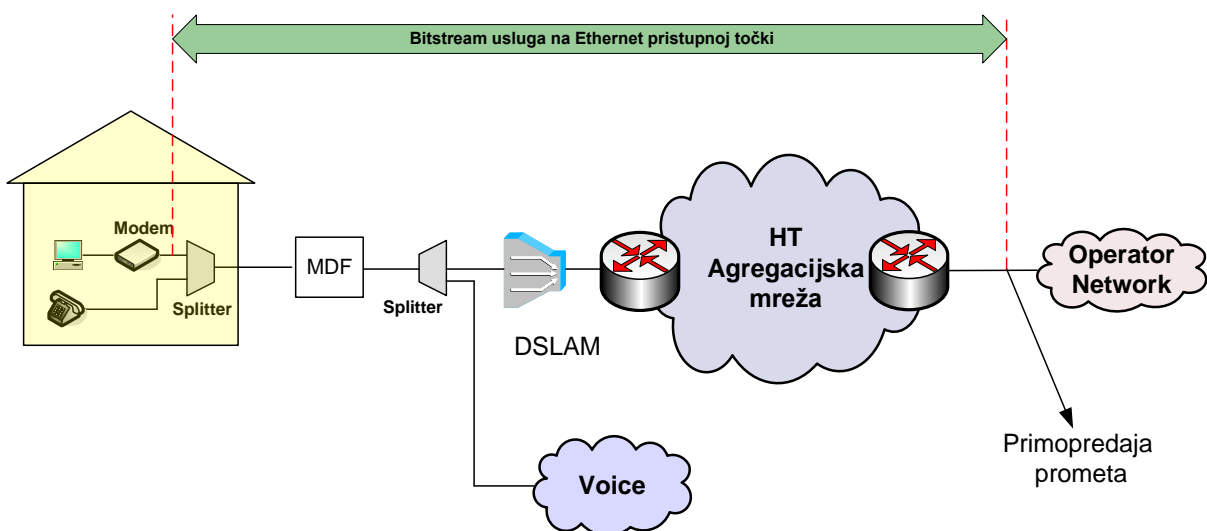 Bitstream usluga na Ethernet pristupnoj točki
Modem
Splitter
MDF
Splitter
DSLAM
HT
Agregacijska
mreža
Operator
Network
Voice
Primopredaja
prometa